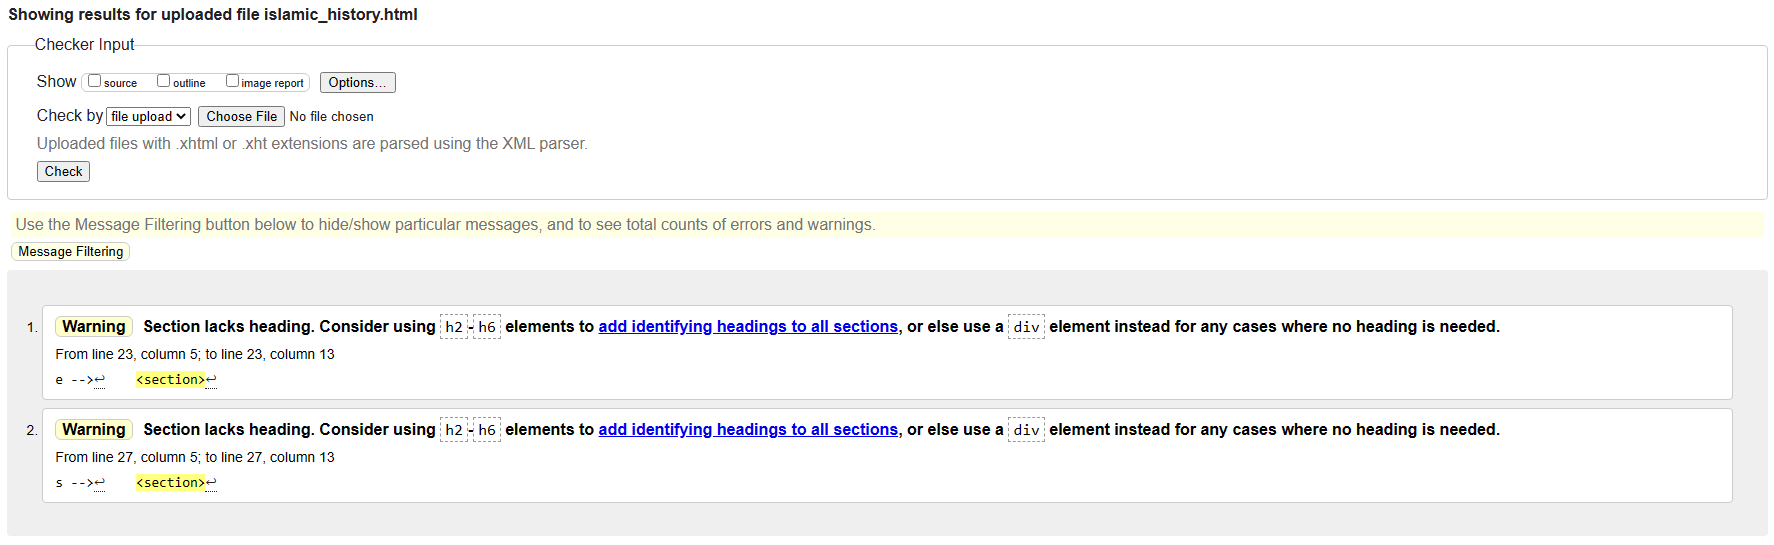 Showing results for uploaded file islamic_history.html
Checker Input
Show source outline image report Options...
Check by file upload Choose File No file chosen
Uploaded files with .xhtml or .xht extensions are parsed using the XML parser.
Check
Use the Message Filtering button below to hide/show particular messages, and to see total counts of errors and warnings.
Message Filtering
1. Warning Section lacks heading. Consider using h2-h6 elements to add identifying headings to all sections, or else use a div element instead for any cases where no heading is needed.
From line 23, column 5; to line 23, column 13
e -->↩ <section>↩
2. Warning Section lacks heading. Consider using h2-h6 elements to add identifying headings to all sections, or else use a div element instead for any cases where no heading is needed.
From line 27, column 5; to line 27, column 13
s -->↩ <section>↩